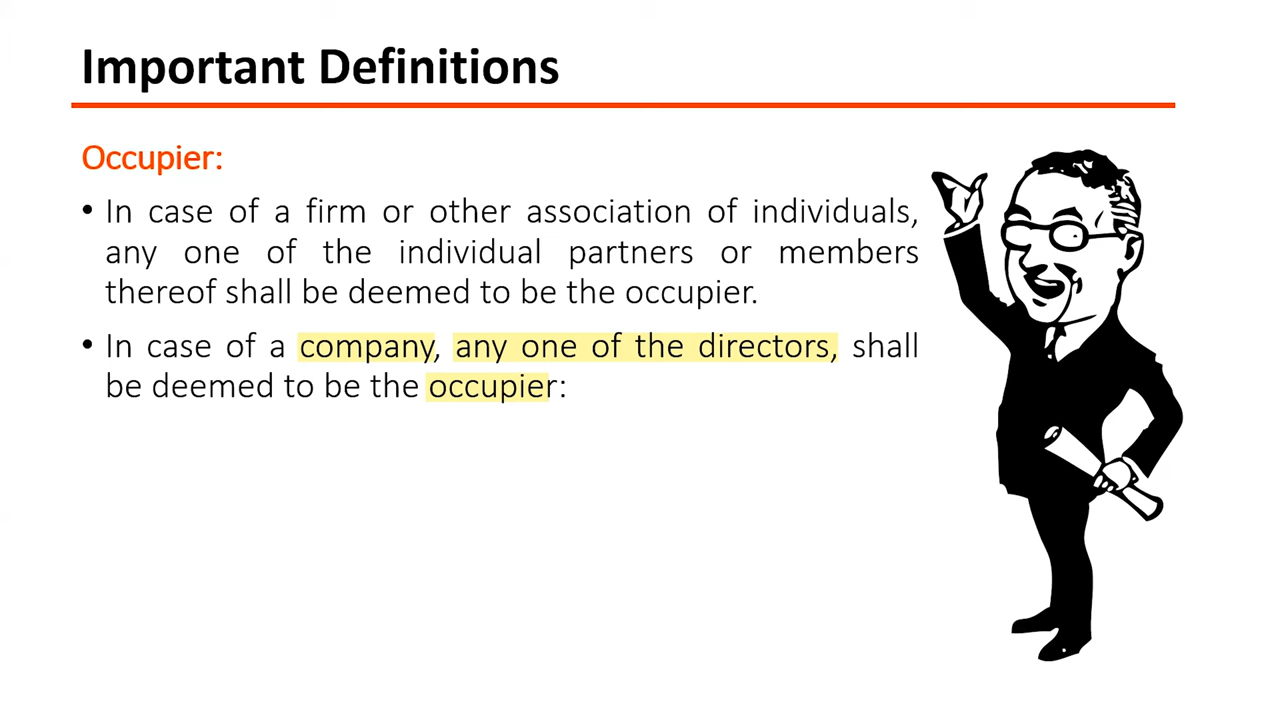 Important Definitions
Occupier:
• In case of a firm or other association of individuals,
any one of the individual partners or members
thereof shall be deemed to be the occupier.
• In case of a company, any one of the directors, shall
be deemed to be the occupier: